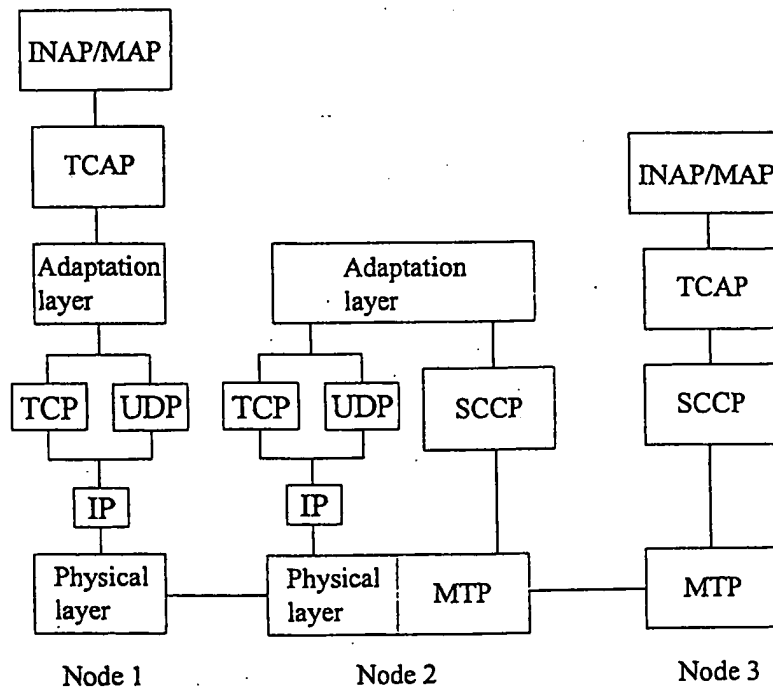 INAP/MAP
TCAP
Adaptation
layer
TCP UDP
IP
Physical
layer
Node 1
Adaptation
layer
TCP UDP
SCCP
IP
Physical
layer
MTP
Node 2
INAP/MAP
TCAP
SCCP
MTP
Node 3